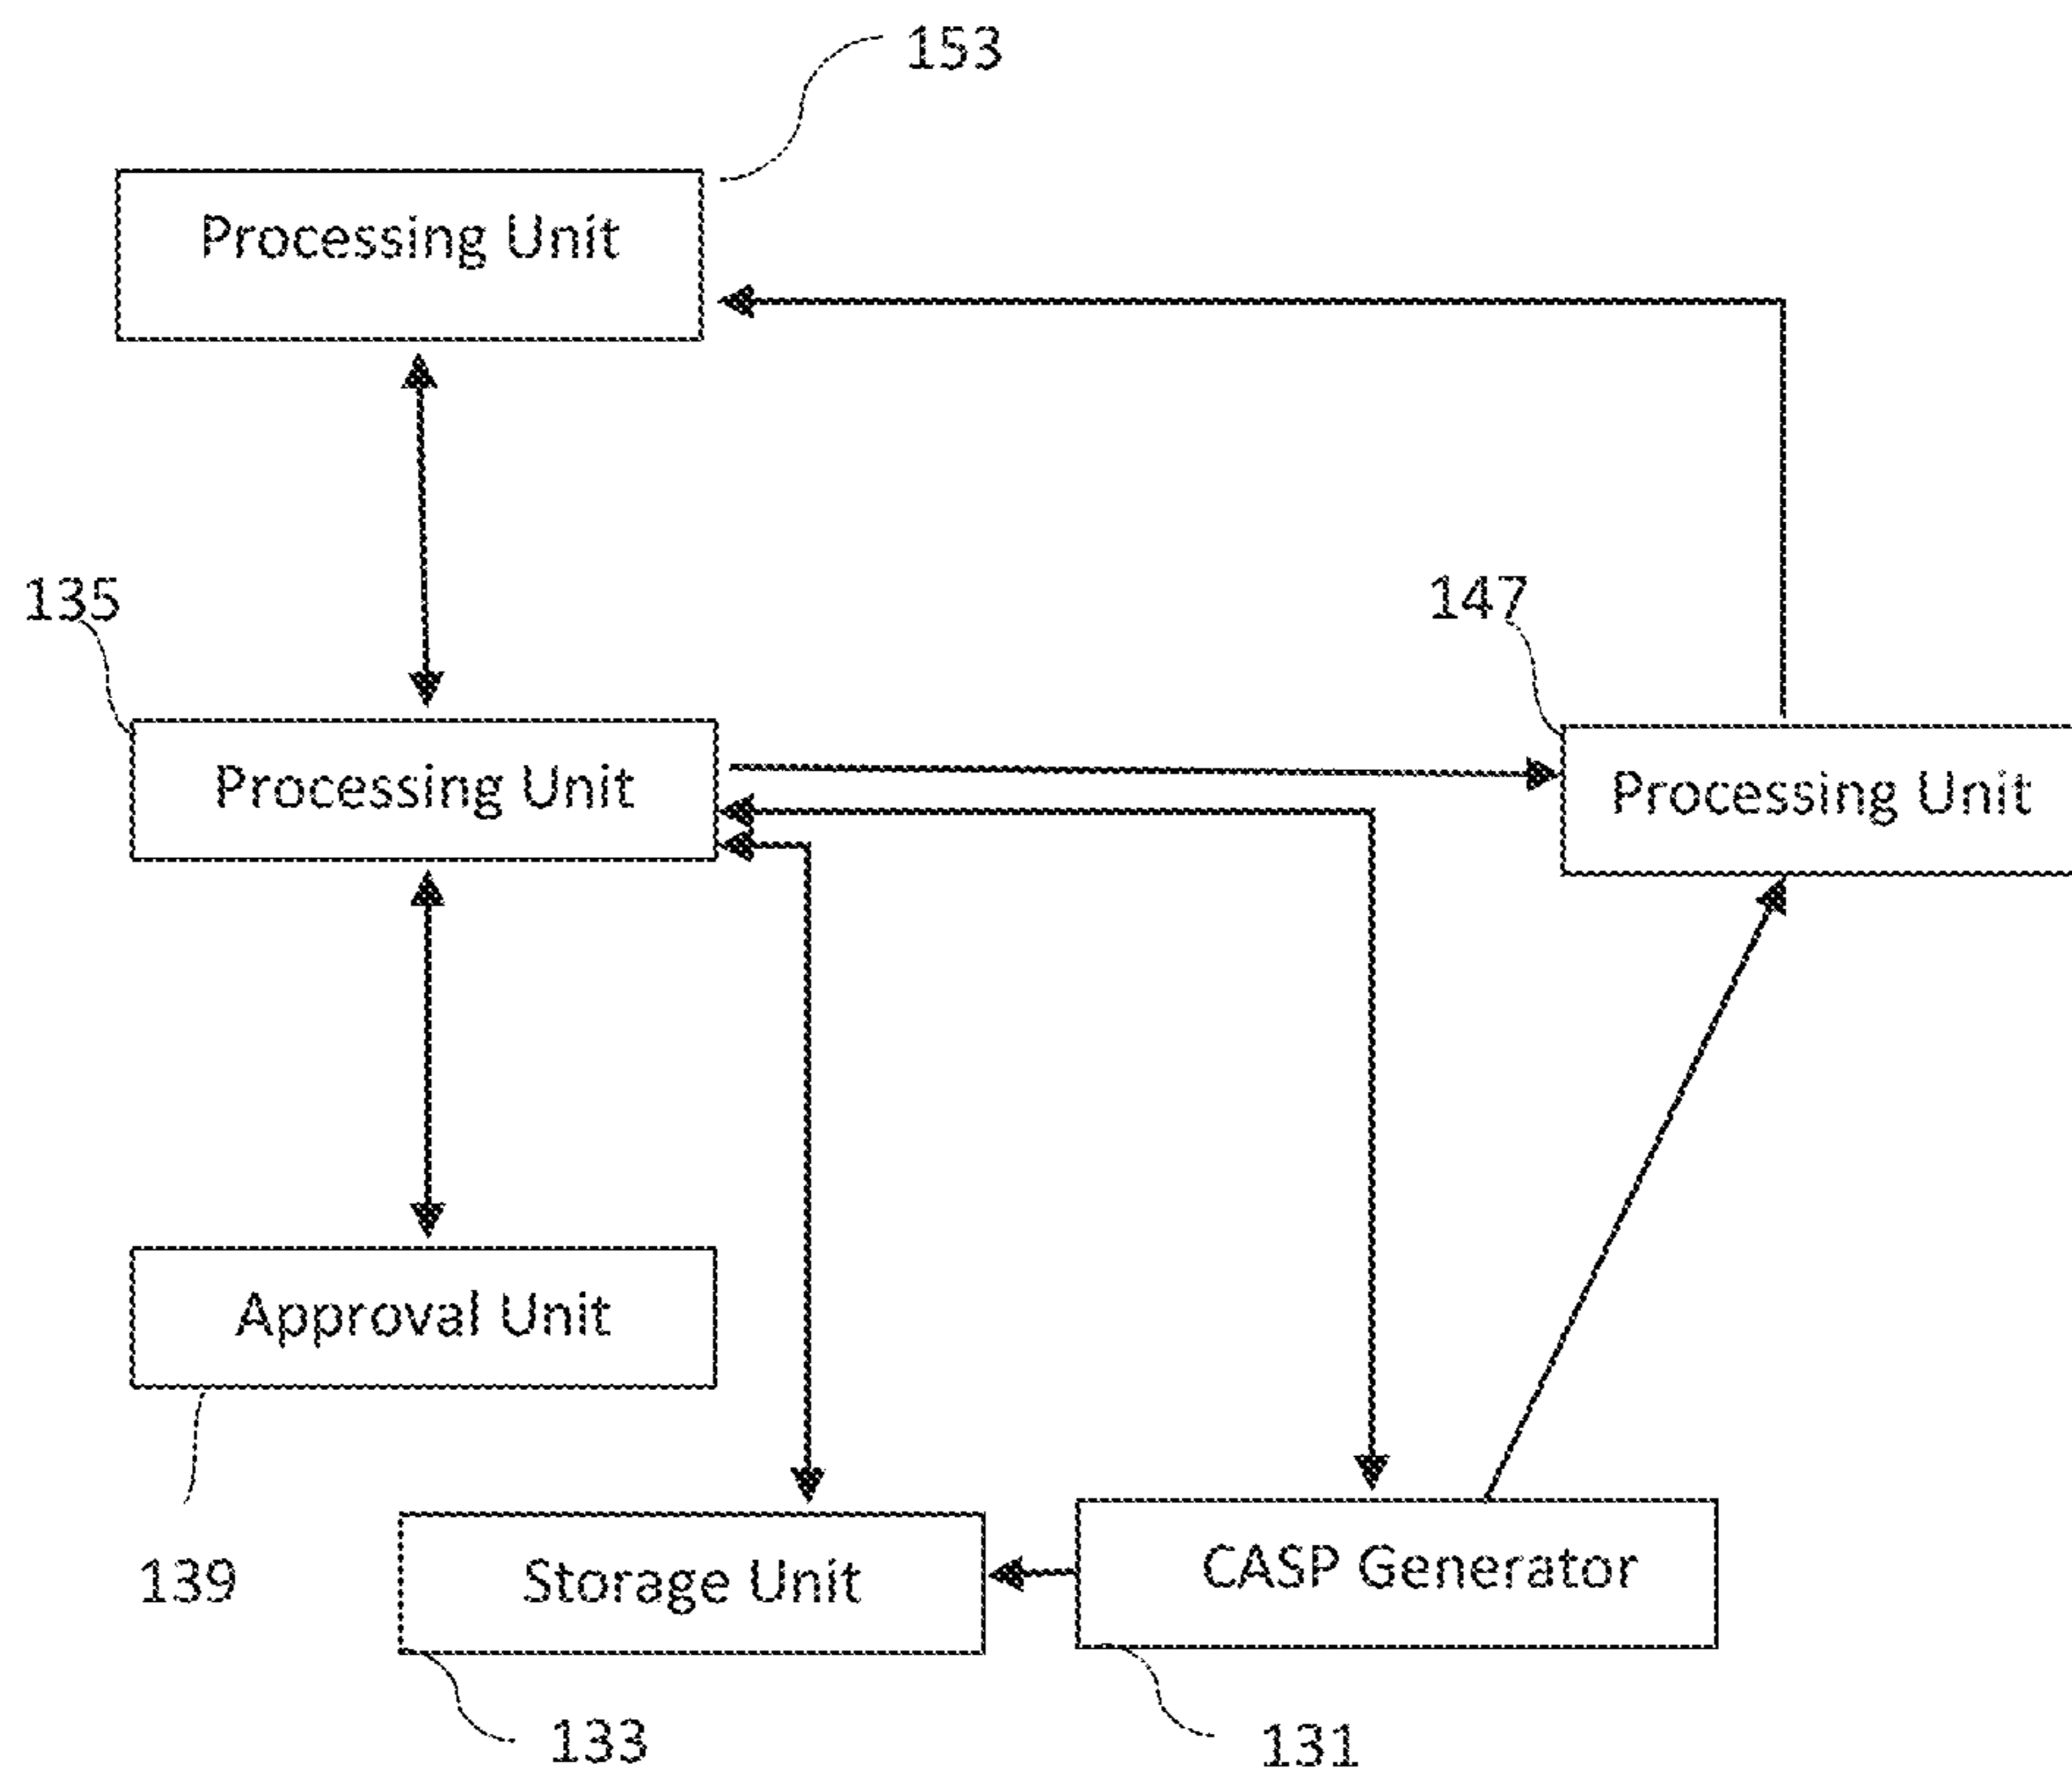 153
Processing Unit
135
147
Processing Unit
Processing Unit
Approval Unit
139
Storage Unit
CASP Generator
133
131